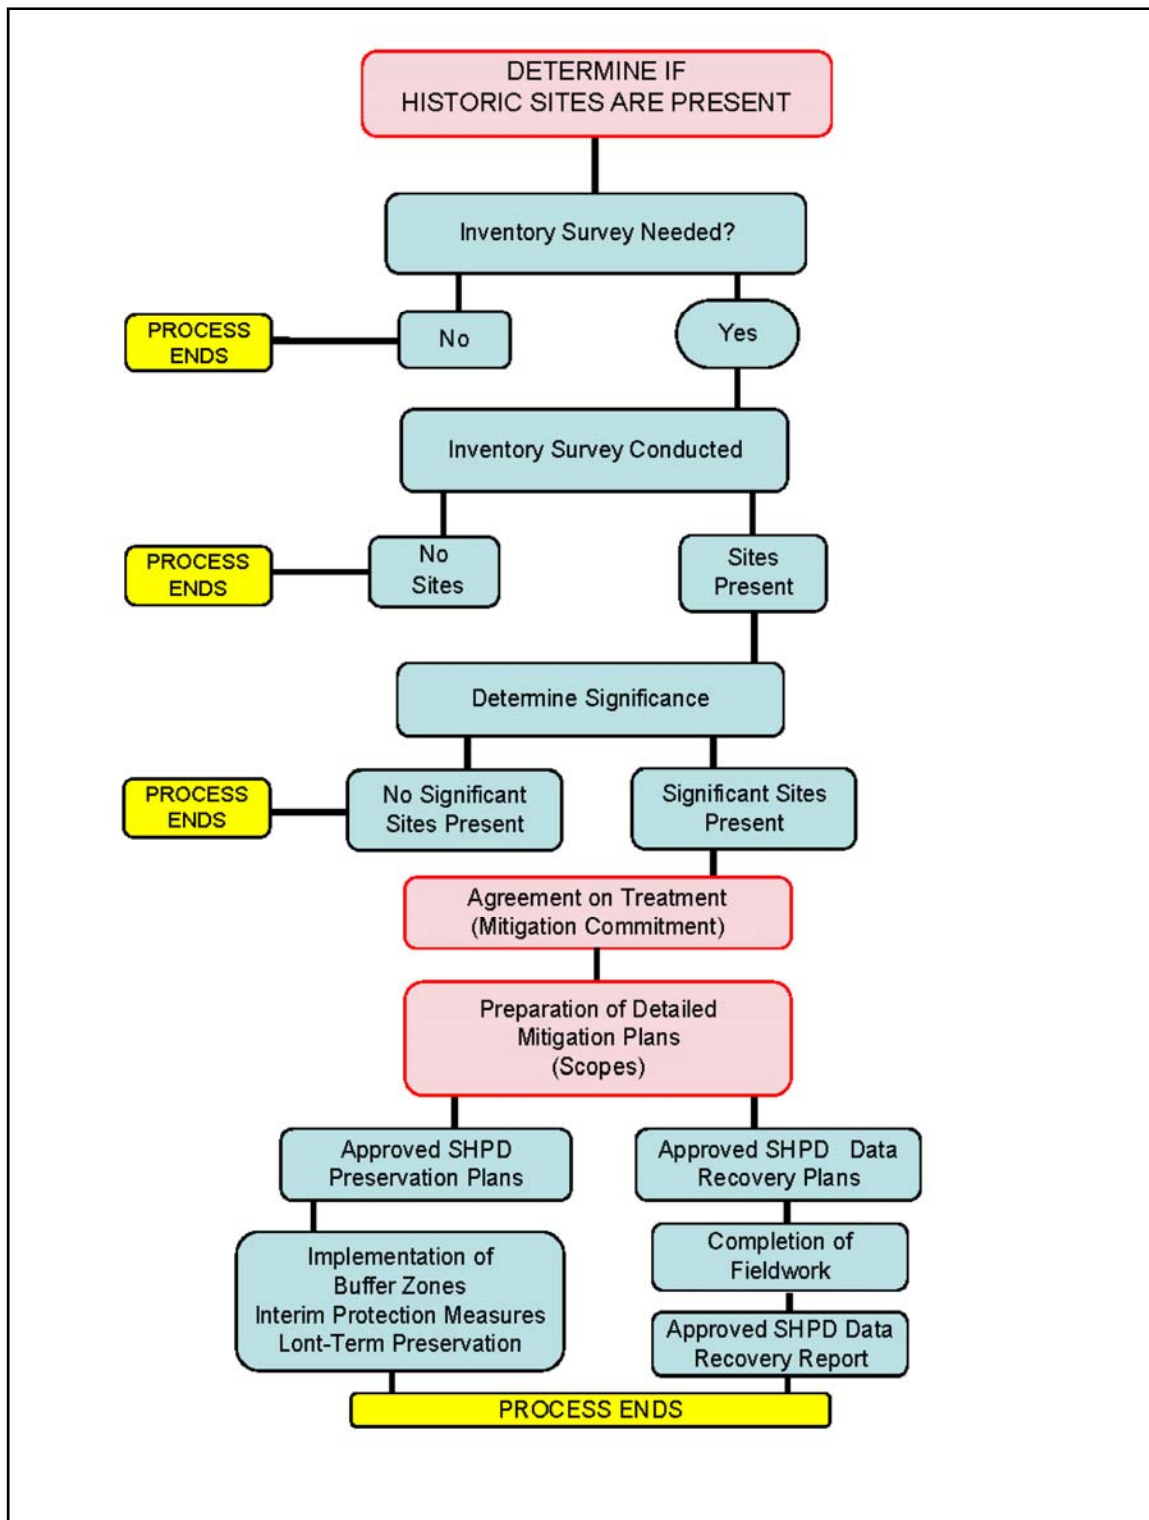 DETERMINE IF
HISTORIC SITES ARE PRESENT
Inventory Survey Needed?
PROCESS
ENDS
No
Yes
Inventory Survey Conducted
PROCESS
ENDS
No
Sites
Sites
Present
Determine Significance
PROCESS
ENDS
No Significant
Sites Present
Significant Sites
Present
Agreement on Treatment
(Mitigation Commitment)
Preparation of Detailed
Mitigation Plans
(Scopes)
Approved SHPD
Preservation Plans
Approved SHPD Data
Recovery Plans
Implementation of
Buffer Zones
Interim Protection Measures
Lont-Term Preservation
Completion of
Fieldwork
Approved SHPD Data
Recovery Report
PROCESS ENDS